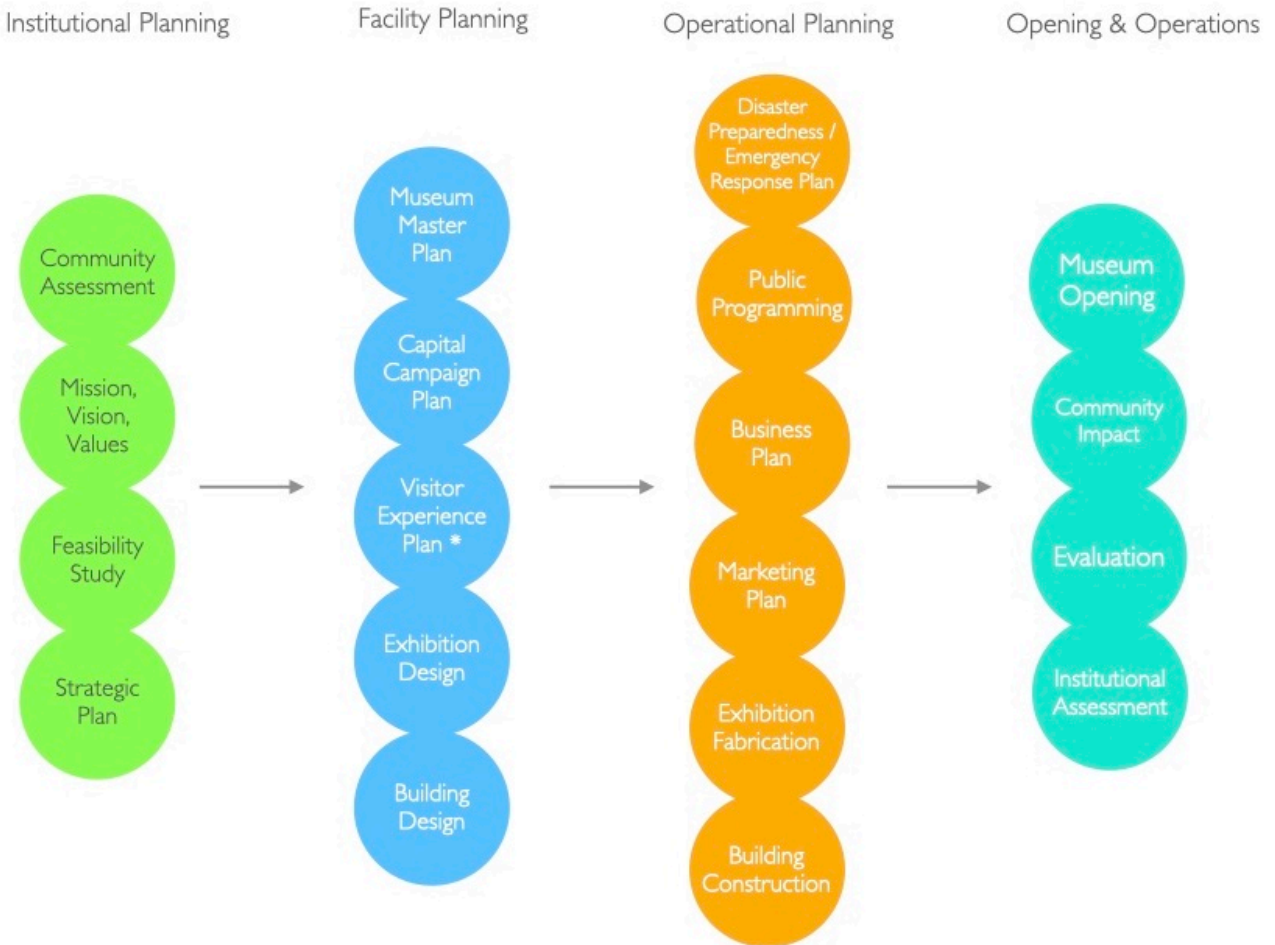 Institutional Planning
Facility Planning
Operational Planning
Opening & Operations
Community
Assessment
Mission,
Vision,
Values
Feasibility
Study
Strategic
Plan
Museum
Master
Plan
Capital
Campaign
Plan
Visitor
Experience
Plan *
Exhibition
Design
Building
Design
Disaster
Preparedness /
Emergency
Response Plan
Public
Programming
Business
Plan
Marketing
Plan
Exhibition
Fabrication
Building
Construction
Museum
Opening
Community
Impact
Evaluation
Institutional
Assessment